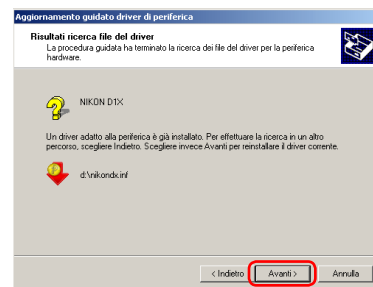 Aggiornamento guidato driver di periferica
Risultati ricerca file del driver
La procedura guidata ha terminato la ricerca dei file del driver per la periferica
hardware.
NIKON D1X
Un driver adatto alla periferica è già installato. Per effettuare la ricerca in un altro
percorso, scegliere Indietro. Scegliere invece Avanti per reinstallare il driver corrente.
d:\nikondx.inf
< Indietro Avanti > Annulla